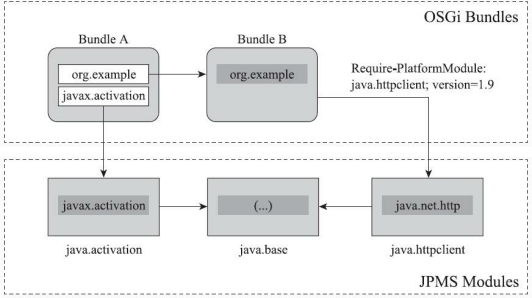 OSGi Bundles
Bundle A
Bundle B
org.example
javax.activation
org.example
Require-PlatformModule:
java.httpclient; version=1.9
javax.activation
(...)
java.net.http
java.activation
java.base
java.httpclient
JPMS Modules